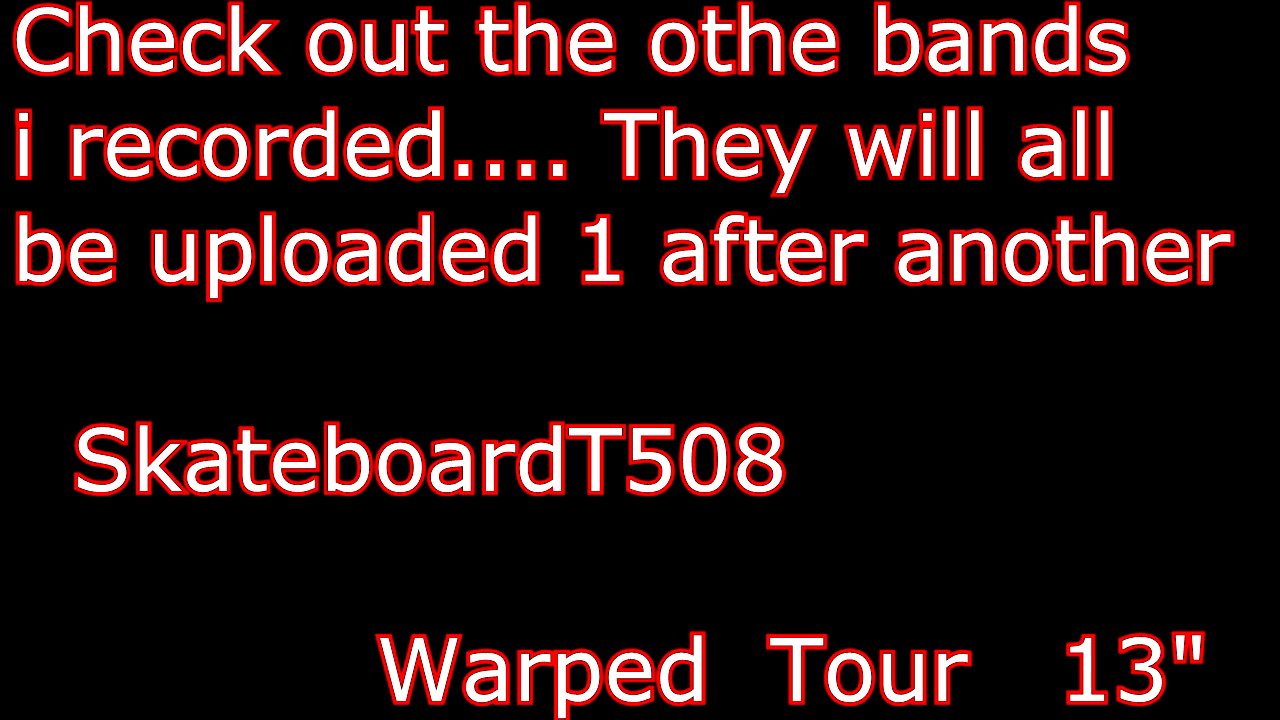 Check out the othe bands
i recorded.... They will all
be uploaded 1 after another
SkateboardT508
Warped Tour 13"